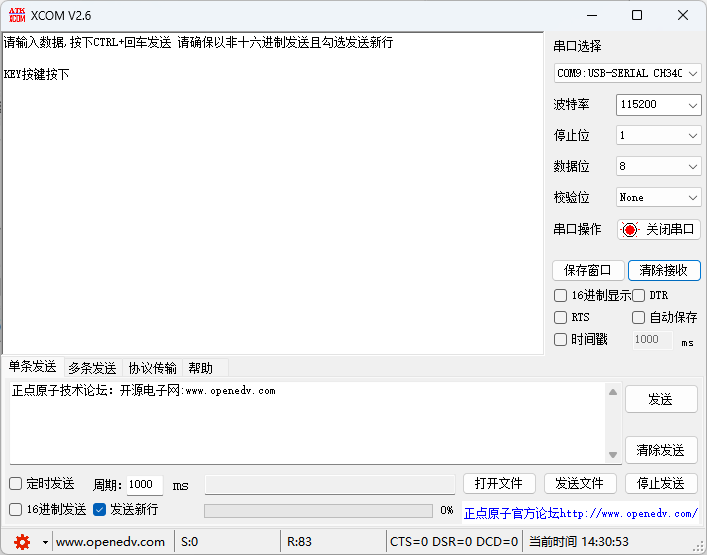 ATK
XCOM
XCOM V2.6
请输入数据,按下CTRL+回车发送 请确保以非十六进制发送且勾选发送新行
KEY按键按下
串口选择
COM9:USB-SERIAL CH340
波特率
115200
停止位
1
数据位
8
校验位
None
串口操作
关闭串口
保存窗口
清除接收
16进制显示
DTR
RTS
自动保存
时间戳
1000
ms
单条发送
多条发送
协议传输
帮助
正点原子技术论坛: 开源电子网:www.openedv.com
发送
清除发送
定时发送
周期:
1000
ms
打开文件
发送文件
停止发送
16进制发送
发送新行
0%
正点原子官方论坛http://www.openedv.com/
www.openedv.com
S:0
R:83
CTS=0 DSR=0 DCD=0
当前时间 14:30:53